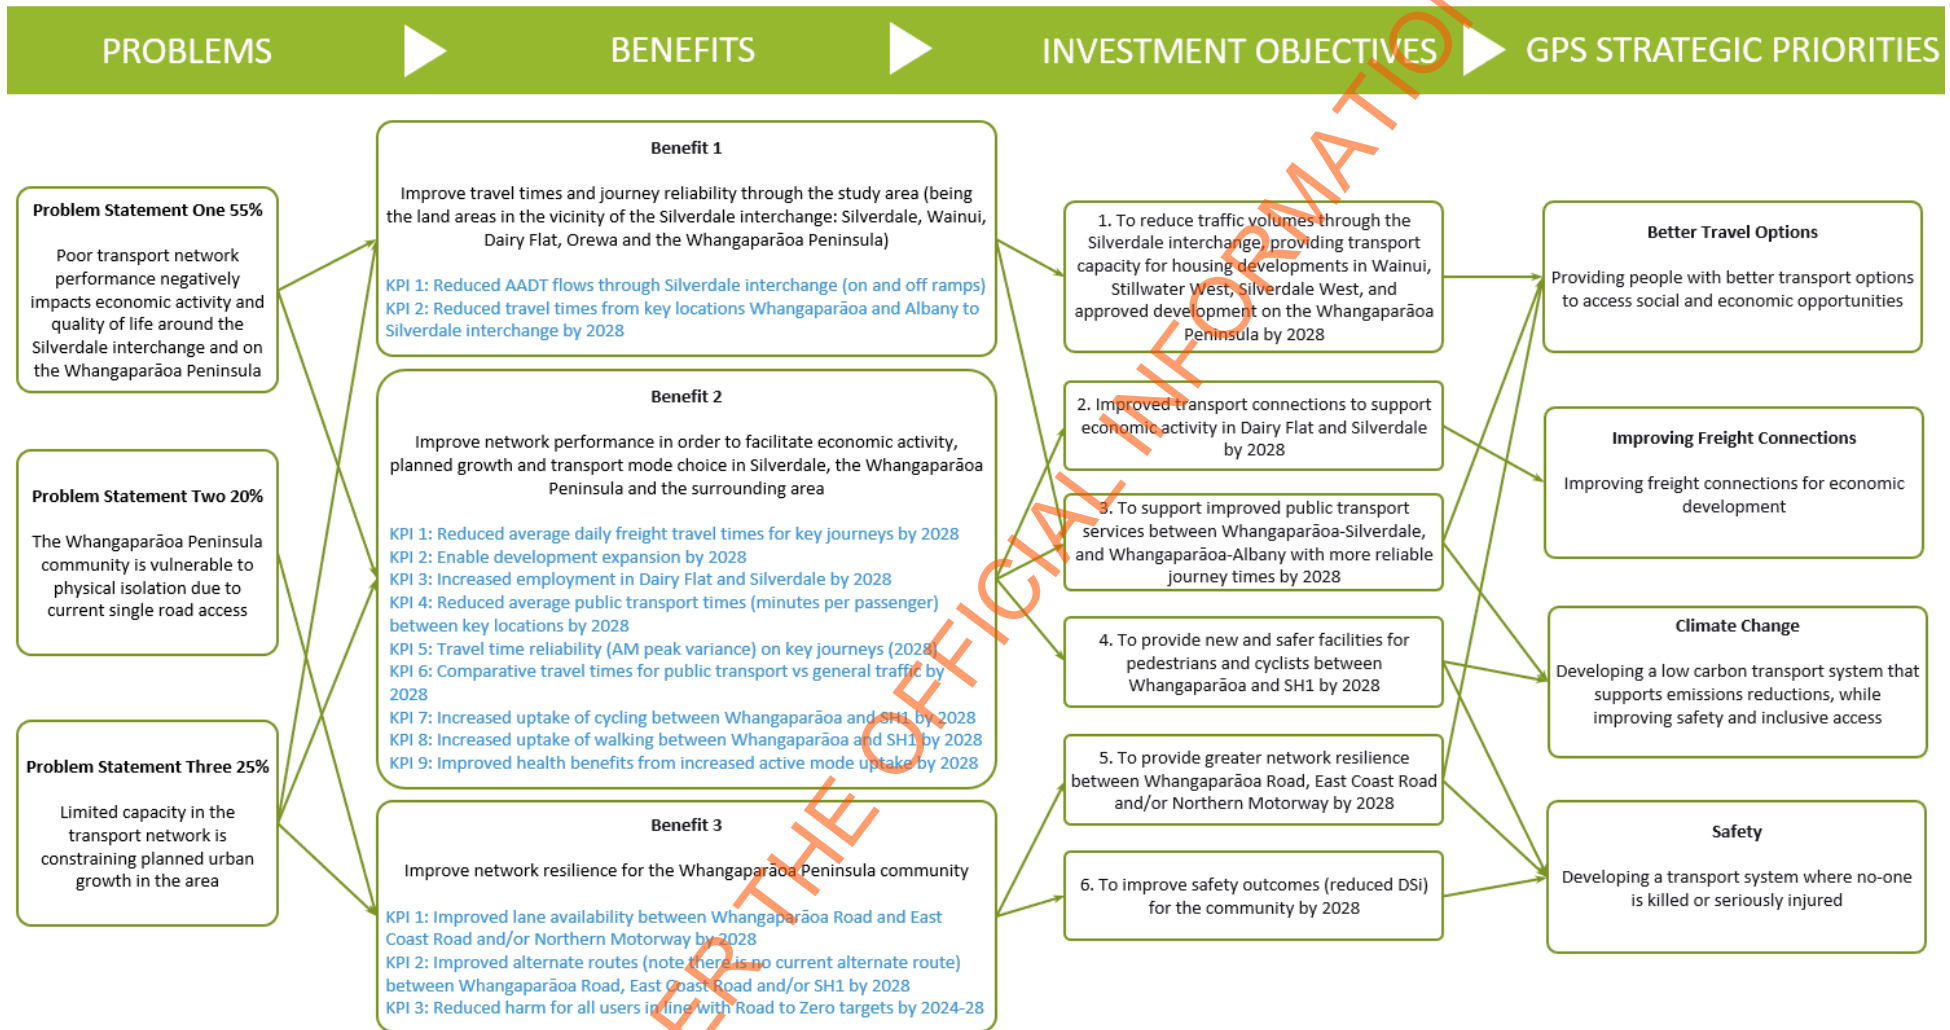 PROBLEMS
BENEFITS
INVESTMENT OBJECTIVES
GPS STRATEGIC PRIORITIES
Problem Statement One 55%
Poor transport network
performance negatively
impacts economic activity and
quality of life around the
Silverdale interchange and on
the Whangaparāoa Peninsula
Problem Statement Two 20%
The Whangaparāoa Peninsula
community is vulnerable to
physical isolation due to
current single road access
Problem Statement Three 25%
Limited capacity in the
transport network is
constraining planned urban
growth in the area
Benefit 1
Improve travel times and journey reliability through the study area (being
the land areas in the vicinity of the Silverdale interchange: Silverdale, Wainui,
Dairy Flat, Orewa and the Whangaparāoa Peninsula)
KPI 1: Reduced AADT flows through Silverdale interchange (on and off ramps)
KPI 2: Reduced travel times from key locations Whangaparāoa and Albany to
Silverdale interchange by 2028
Benefit 2
Improve network performance in order to facilitate economic activity,
planned growth and transport mode choice in Silverdale, the Whangaparāoa
Peninsula and the surrounding area
KPI 1: Reduced average daily freight travel times for key journeys by 2028
KPI 2: Enable development expansion by 2028
KPI 3: Increased employment in Dairy Flat and Silverdale by 2028
KPI 4: Reduced average public transport times (minutes per passenger)
between key locations by 2028
KPI 5: Travel time reliability (AM peak variance) on key journeys (2028)
KPI 6: Comparative travel times for public transport vs general traffic by
2028
KPI 7: Increased uptake of cycling between Whangaparāoa and SH1 by 2028
KPI 8: Increased uptake of walking between Whangaparāoa and SH1 by 2028
KPI 9: Improved health benefits from increased active mode uptake by 2028
Benefit 3
Improve network resilience for the Whangaparāoa Peninsula community
KPI 1: Improved lane availability between Whangaparāoa Road and East
Coast Road and/or Northern Motorway by 2028
KPI 2: Improved alternate routes (note there is no current alternate route)
between Whangaparāoa Road, East Coast Road and/or SH1 by 2028
KPI 3: Reduced harm for all users in line with Road to Zero targets by 2024-28
1. To reduce traffic volumes through the
Silverdale interchange, providing transport
capacity for housing developments in Wainui,
Stillwater West, Silverdale West, and
approved development on the Whangaparāoa
Peninsula by 2028
2. Improved transport connections to support
economic activity in Dairy Flat and Silverdale
by 2028
3. To support improved public transport
services between Whangaparāoa-Silverdale,
and Whangaparāoa-Albany with more reliable
journey times by 2028
4. To provide new and safer facilities for
pedestrians and cyclists between
Whangaparāoa and SH1 by 2028
5. To provide greater network resilience
between Whangaparāoa Road, East Coast Road
and/or Northern Motorway by 2028
6. To improve safety outcomes (reduced DSi)
for the community by 2028
Better Travel Options
Providing people with better transport options
to access social and economic opportunities
Improving Freight Connections
Improving freight connections for economic
development
Climate Change
Developing a low carbon transport system that
supports emissions reductions, while
improving safety and inclusive access
Safety
Developing a transport system where no-one
is killed or seriously injured
ER THE OFFICIAL INFORMATION